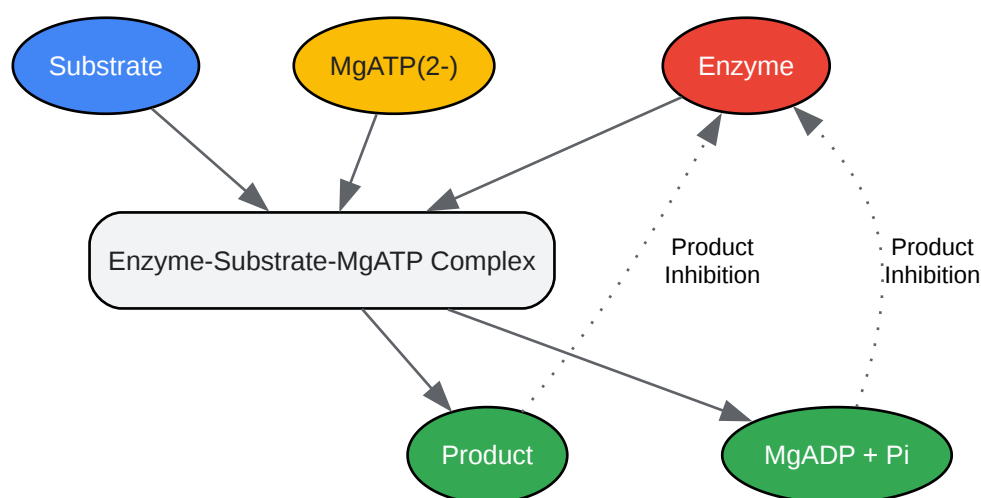 Substrate
MgATP(2-)
Enzyme
Enzyme-Substrate-MgATP Complex
Product
Inhibition
Product
Inhibition
Product
MgADP + Pi